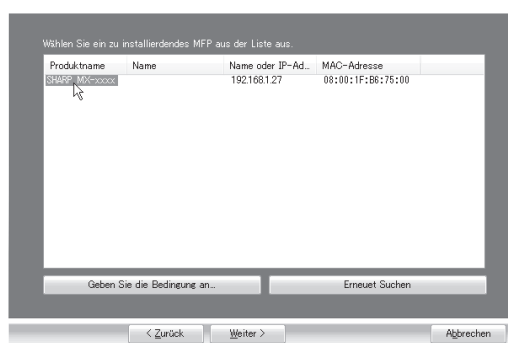 Wählen Sie ein zu installierdendes MFP aus der Liste aus.
Produktname Name Name oder IP-Ad... MAC-Adresse
SHARP MX-xxxx 192.168.1.27 08:00:1F:B6:75:00
Geben Sie die Bedingung an... Erneuet Suchen
< Zurück Weiter > Abbrechen